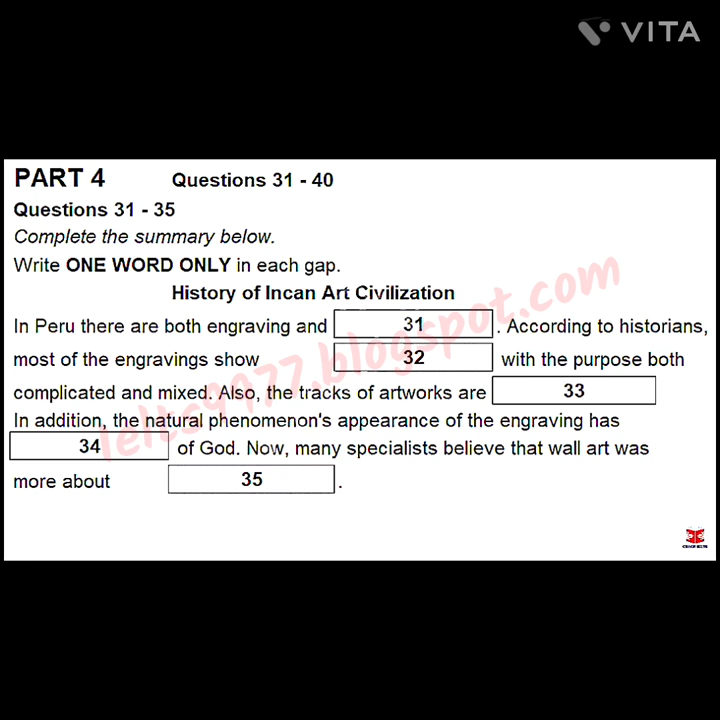 VITA
PART 4 Questions 31 - 40
Questions 31 - 35
Complete the summary below.
Write ONE WORD ONLY in each gap.
History of Incan Art Civilization
In Peru there are both engraving and 31 . According to historians,
most of the engravings show 32 with the purpose both
complicated and mixed. Also, the tracks of artworks are 33
In addition, the natural phenomenon's appearance of the engraving has
34 of God. Now, many specialists believe that wall art was
more about 35 .
Ielts9977.blogspot.com